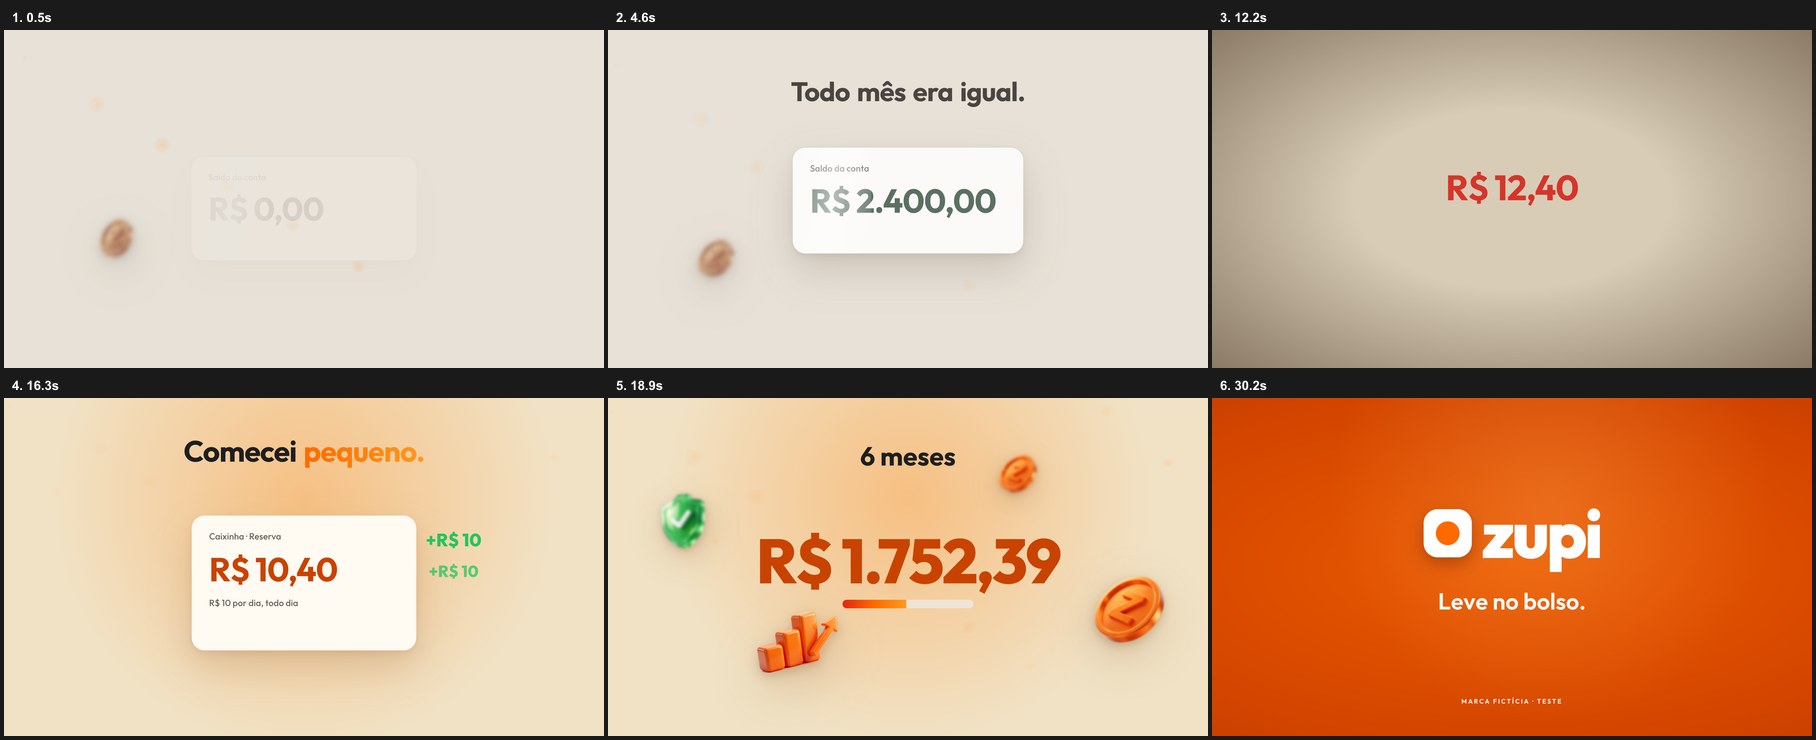 1. 0.5s
Saldo da conta
R$ 0,00
2. 4.6s
Todo mês era igual.
Saldo da conta
R$ 2.400,00
3. 12.2s
R$ 12,40
4. 16.3s
Comecei pequeno.
Caixinha · Reserva
R$ 10,40
R$ 10 por dia, todo dia
+R$ 10
+R$ 10
5. 18.9s
6 meses
R$ 1.752,39
6. 30.2s
zupi
Leve no bolso.
MARCA FICTÍCIA · TESTE